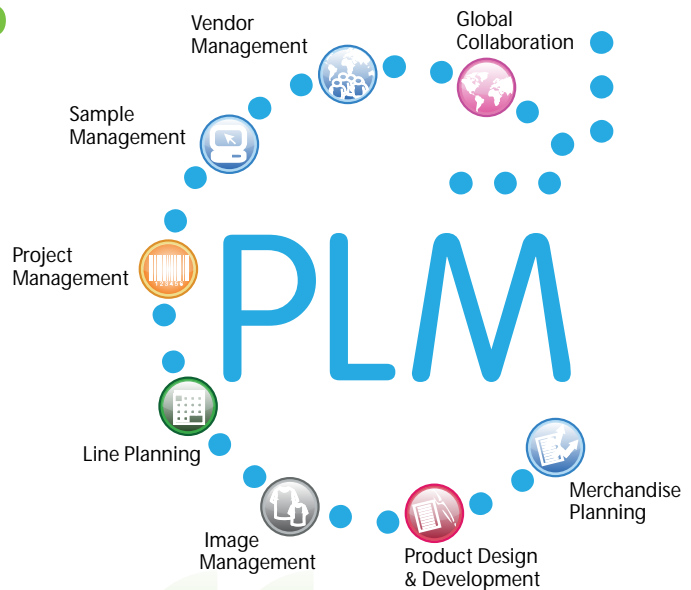 Vendor
Management
Global
Collaboration
Sample
Management
Project
Management
PLM
Line Planning
Merchandise
Planning
Image
Management
Product Design
& Development